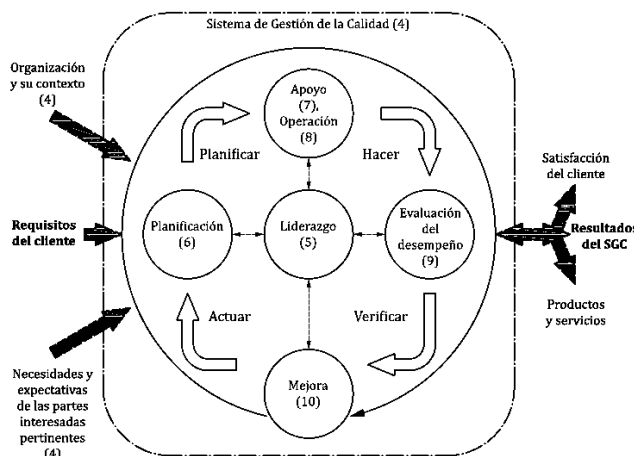 Sistema de Gestión de la Calidad (4)
Organización
y su contexto
(4)
Apoyo
(7),
Operación
(8)
Planificar
Hacer
Satisfacción
del cliente
Requisitos
del cliente
Planificación
(6)
Liderazgo
(5)
Evaluación
del
desempeño
(9)
Resultados
del SGC
Actuar
Verificar
Productos
y servicios
Necesidades y
expectativas
de las partes
interesadas
pertinentes
(4)
Mejora
(10)